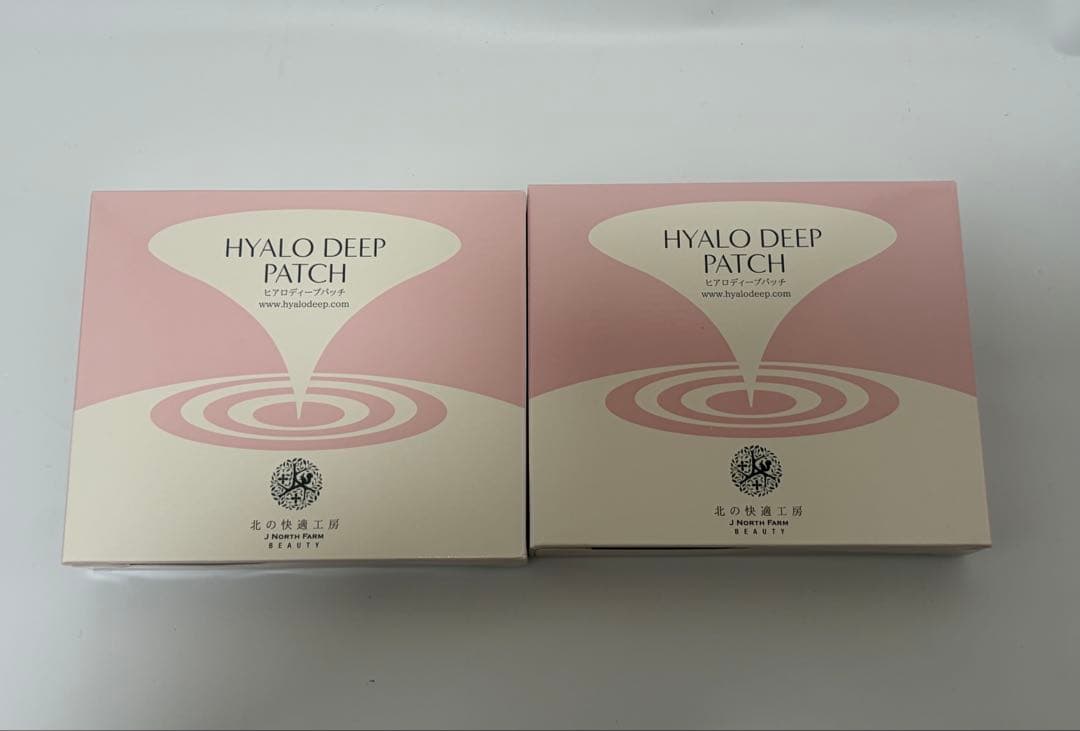 HYALO DEEP
PATCH
ヒアロディープパッチ
www.hyalodeep.com
北の快適工房
J NORTH FARM
BEAUTY
HYALO DEEP
PATCH
ヒアロディープパッチ
www.hyalodeep.com
北の快適工房
J NORTH FARM
BEAUTY